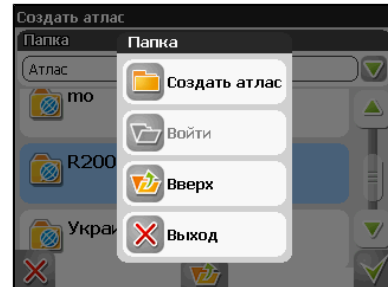 Создать атлас
Папка
Папка
Атлас
Создать атлас
mo
Войти
R200
Вверх
Украи
Выход